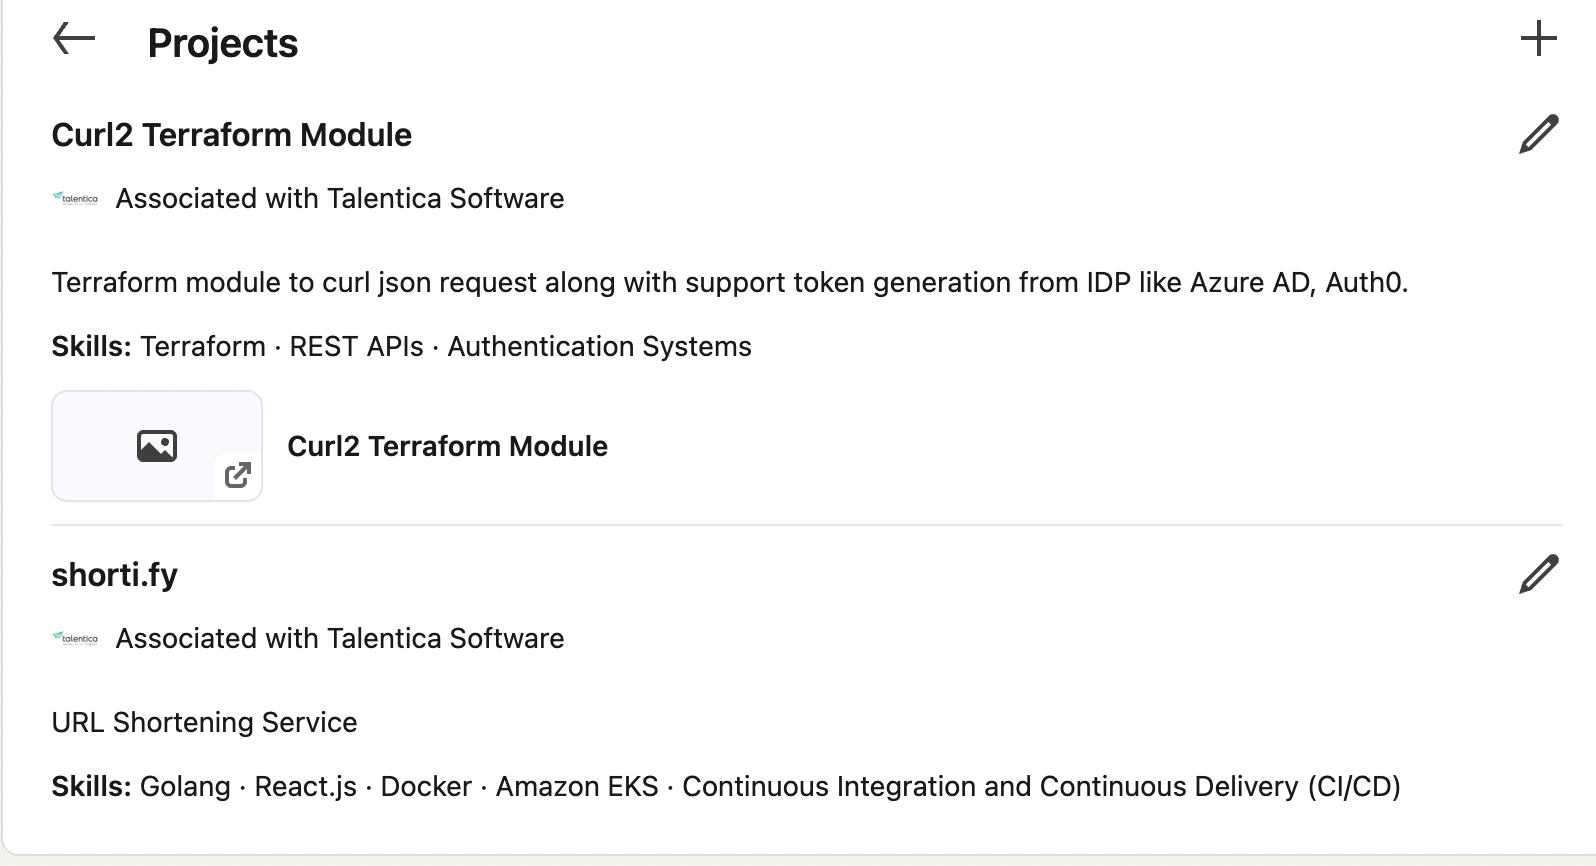 Projects
Curl2 Terraform Module
talentica
Associated with Talentica Software
Terraform module to curl json request along with support token generation from IDP like Azure AD, Auth0.
Skills: Terraform · REST APIs · Authentication Systems
Curl2 Terraform Module
shorti.fy
talentica
Associated with Talentica Software
URL Shortening Service
Skills: Golang · React.js · Docker · Amazon EKS · Continuous Integration and Continuous Delivery (CI/CD)